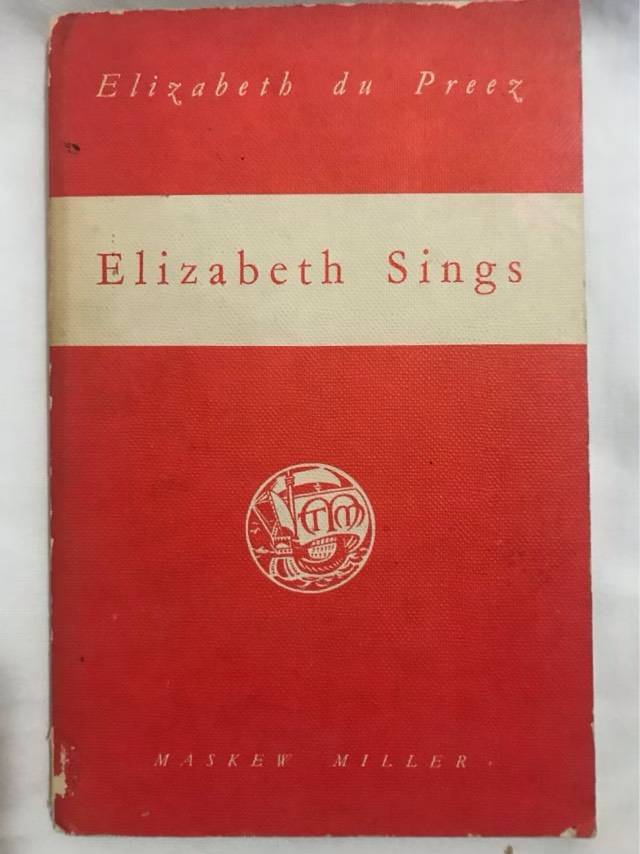 Elizabeth du Preez
Elizabeth Sings
MASKEW MILLER